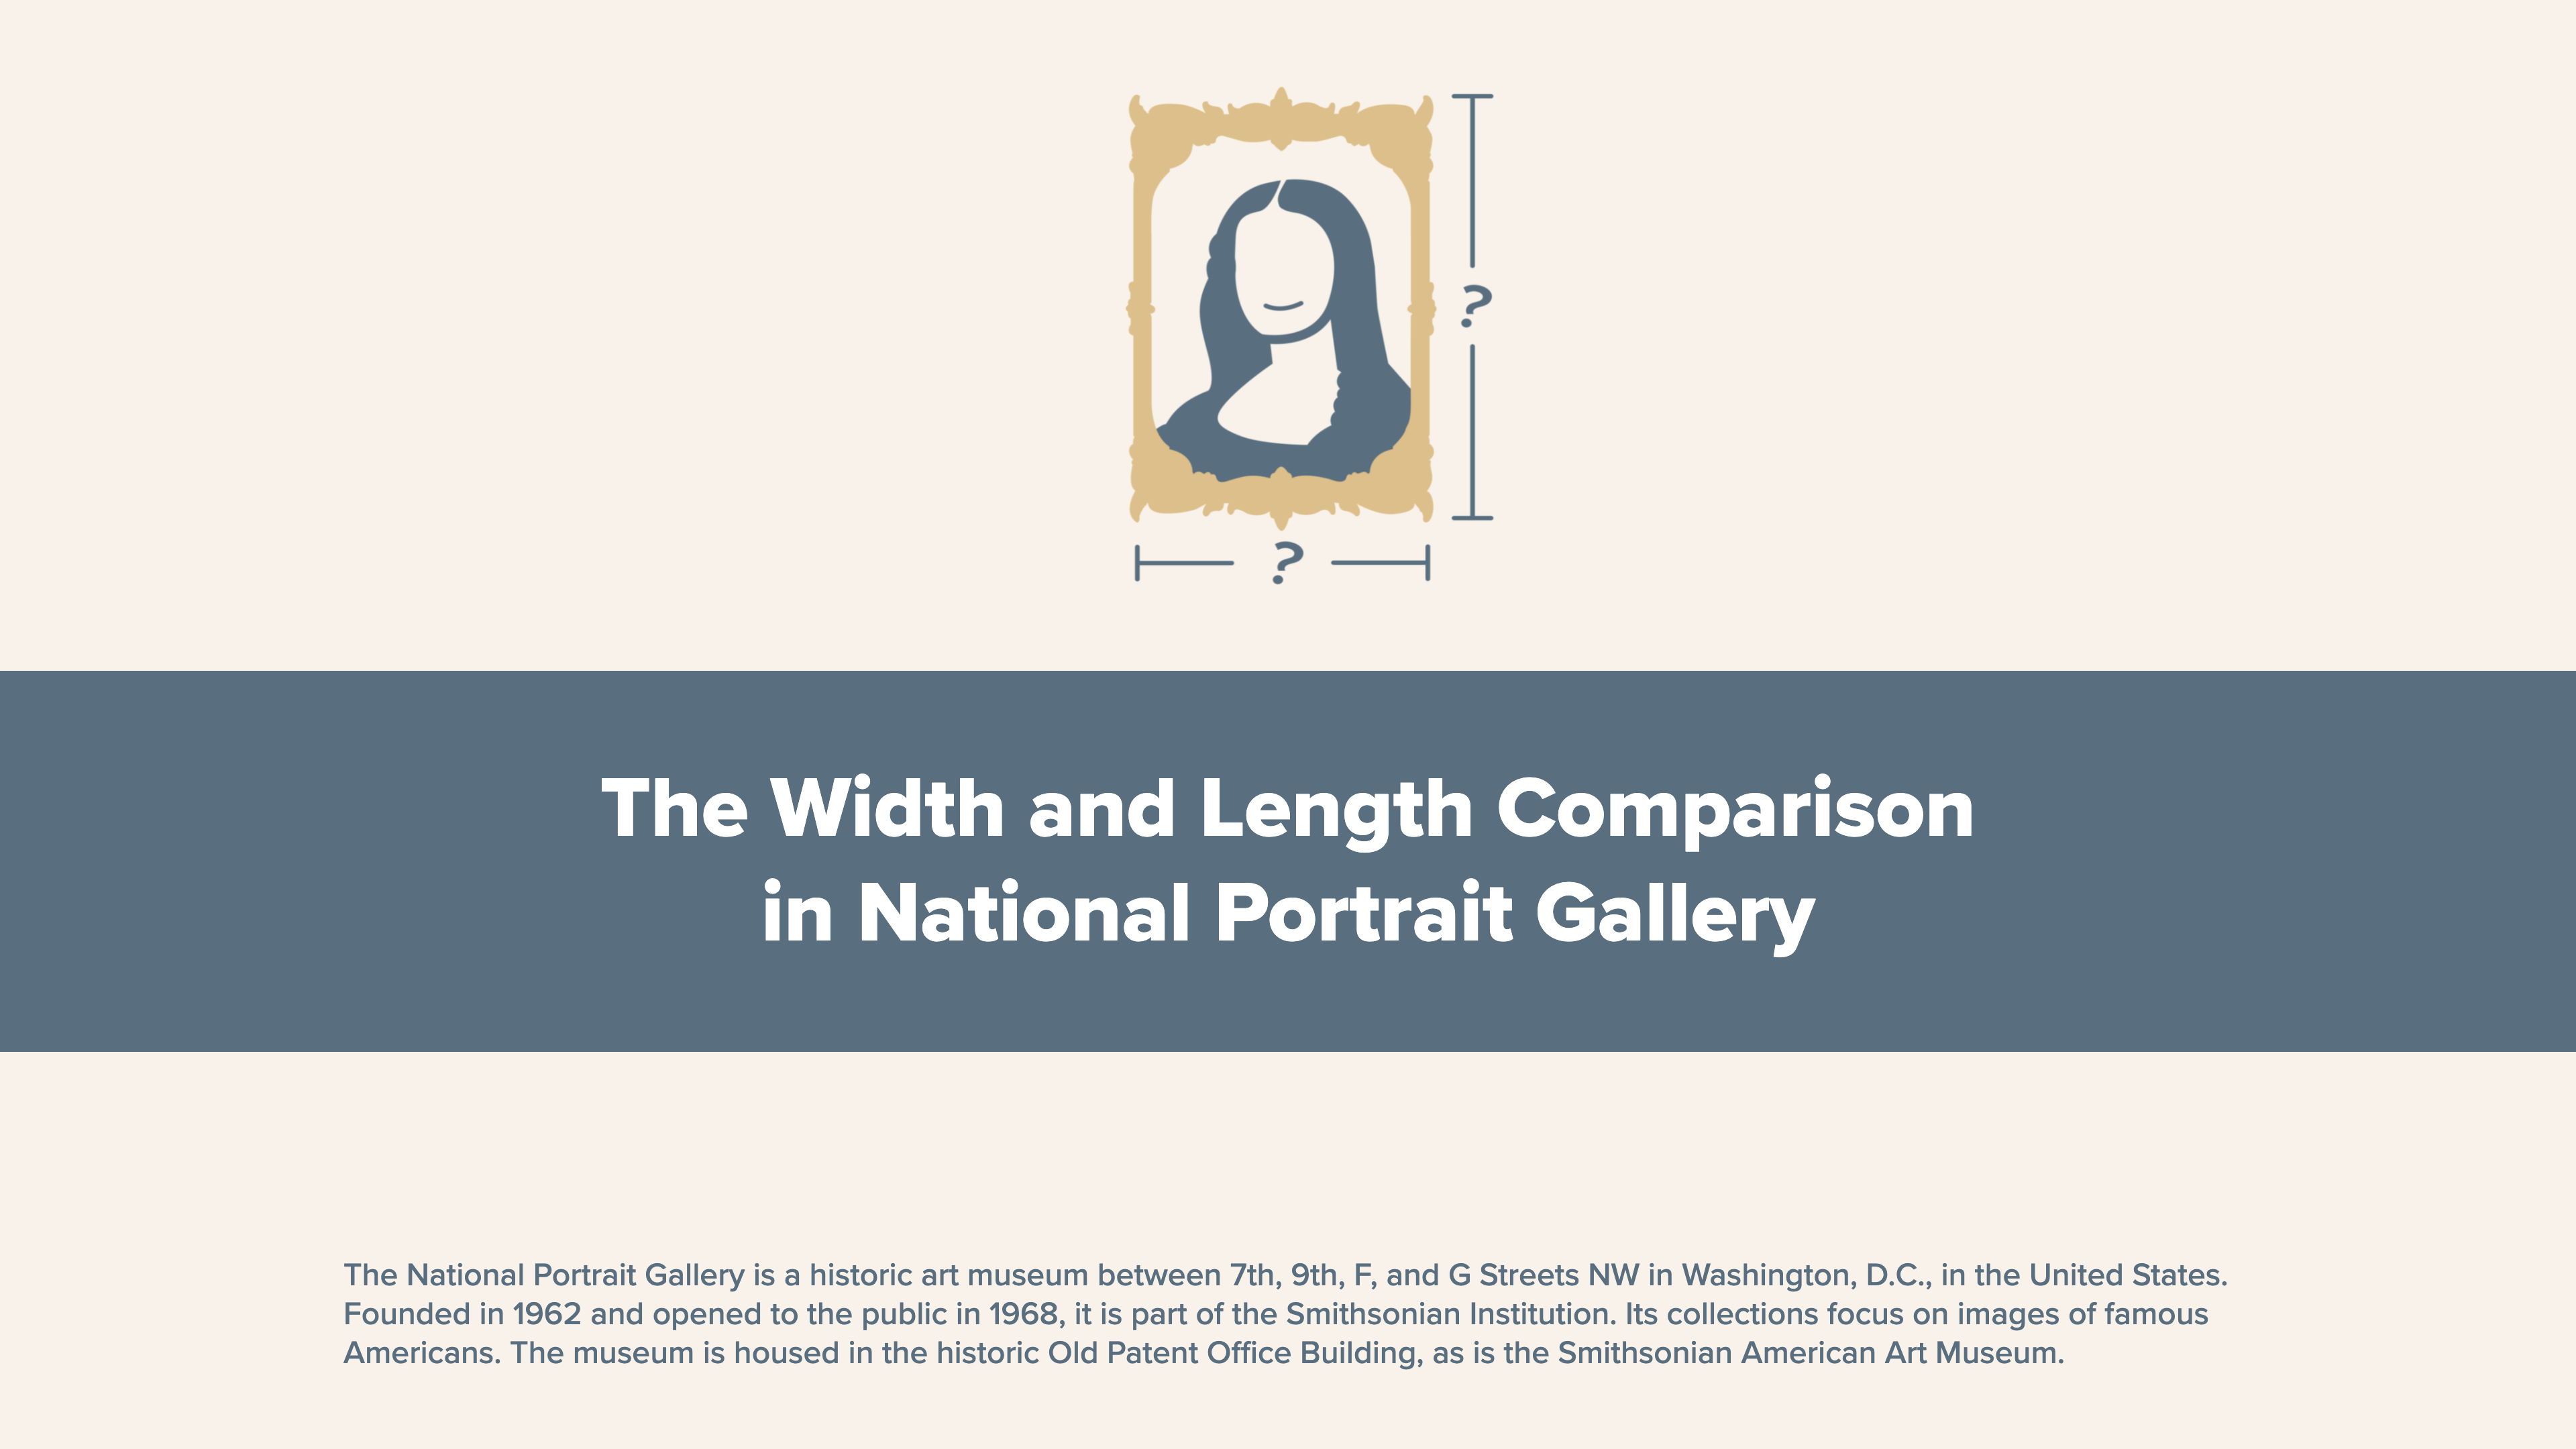 ?
?
The Width and Length Comparison
in National Portrait Gallery
The National Portrait Gallery is a historic art museum between 7th, 9th, F, and G Streets NW in Washington, D.C., in the United States.
Founded in 1962 and opened to the public in 1968, it is part of the Smithsonian Institution. Its collections focus on images of famous
Americans. The museum is housed in the historic Old Patent Office Building, as is the Smithsonian American Art Museum.